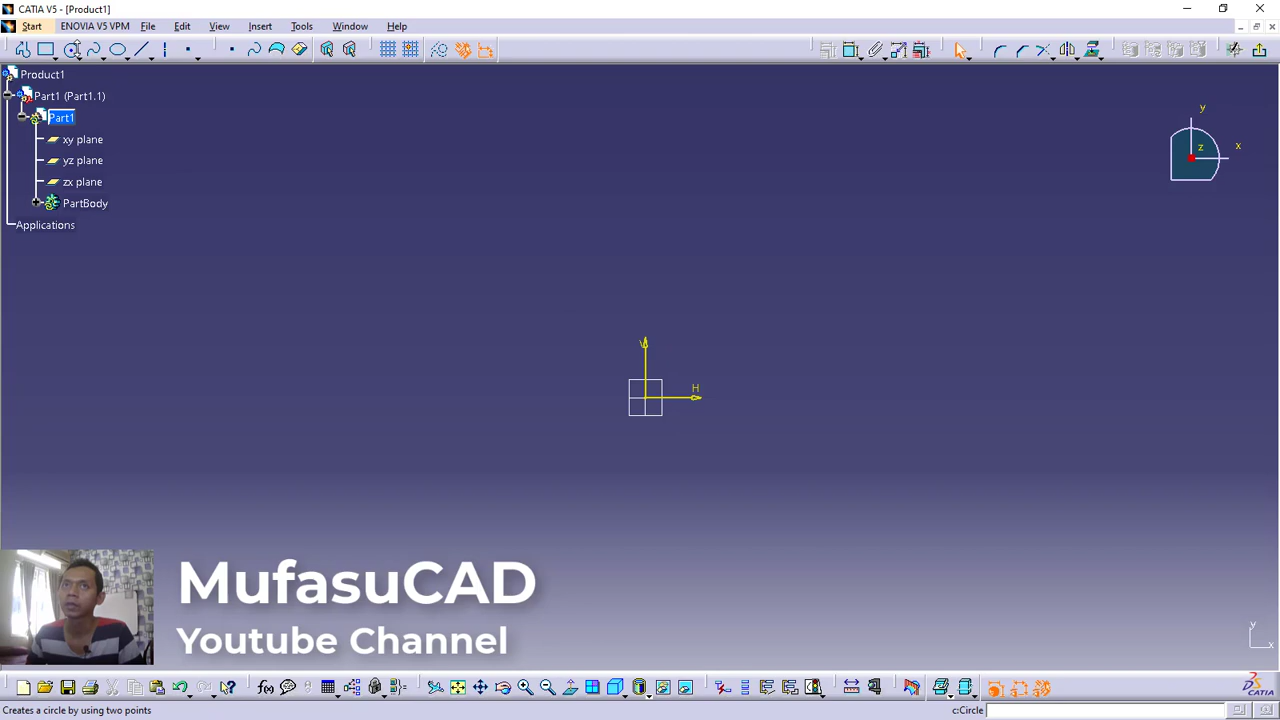 CATIA V5 - [Product1]
Start ENOVIA V5 VPM File Edit View Insert Tools Window Help
Product1
Part1 (Part1.1)
Part1
xy plane
yz plane
zx plane
PartBody
Applications
y
x
z
V
H
MufasuCAD
Youtube Channel
y
x
f(x)
CATIA
Creates a circle by using two points
c:Circle